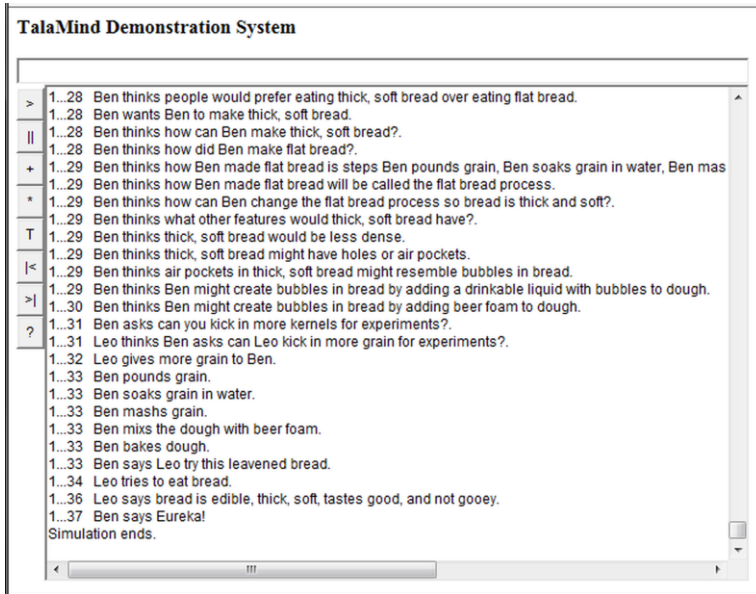 TalaMind Demonstration System
>
||
+
*
T
|<
>|
?
1...28 Ben thinks people would prefer eating thick, soft bread over eating flat bread.
1...28 Ben wants Ben to make thick, soft bread.
1...28 Ben thinks how can Ben make thick, soft bread?.
1...28 Ben thinks how did Ben make flat bread?.
1...29 Ben thinks how Ben made flat bread is steps Ben pounds grain, Ben soaks grain in water, Ben mas
1...29 Ben thinks how Ben made flat bread will be called the flat bread process.
1...29 Ben thinks how can Ben change the flat bread process so bread is thick and soft?.
1...29 Ben thinks what other features would thick, soft bread have?.
1...29 Ben thinks thick, soft bread would be less dense.
1...29 Ben thinks thick, soft bread might have holes or air pockets.
1...29 Ben thinks air pockets in thick, soft bread might resemble bubbles in bread.
1...29 Ben thinks Ben might create bubbles in bread by adding a drinkable liquid with bubbles to dough.
1...30 Ben thinks Ben might create bubbles in bread by adding beer foam to dough.
1...31 Ben asks can you kick in more kernels for experiments?.
1...31 Leo thinks Ben asks can Leo kick in more grain for experiments?.
1...32 Leo gives more grain to Ben.
1...33 Ben pounds grain.
1...33 Ben soaks grain in water.
1...33 Ben mashs grain.
1...33 Ben mixs the dough with beer foam.
1...33 Ben bakes dough.
1...33 Ben says Leo try this leavened bread.
1...34 Leo tries to eat bread.
1...36 Leo says bread is edible, thick, soft, tastes good, and not gooey.
1...37 Ben says Eureka!
Simulation ends.